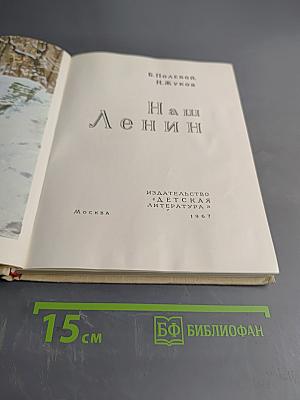 Б. Полевой,
Н. Жуков
Наш
Ленин
ИЗДАТЕЛЬСТВО
«ДЕТСКАЯ
ЛИТЕРАТУРА»
Москва 1967
15 см
БФ БИБЛИОФАН